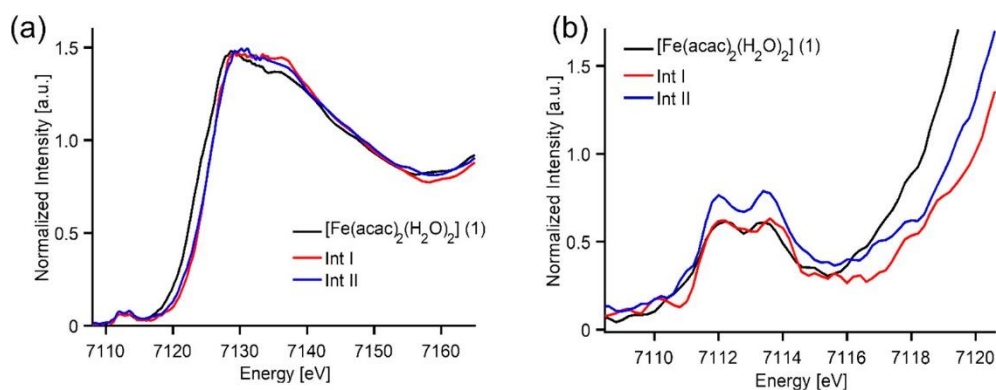 (a)
Normalized Intensity [a.u.]
1.5
1.0
0.5
0
[Fe(acac)₂(H₂O)₂] (1)
Int I
Int II
7110 7120 7130 7140 7150 7160
Energy [eV]
(b)
Normalized Intensity [a.u.]
1.5
1.0
0.5
0
[Fe(acac)₂(H₂O)₂] (1)
Int I
Int II
7110 7112 7114 7116 7118 7120
Energy [eV]